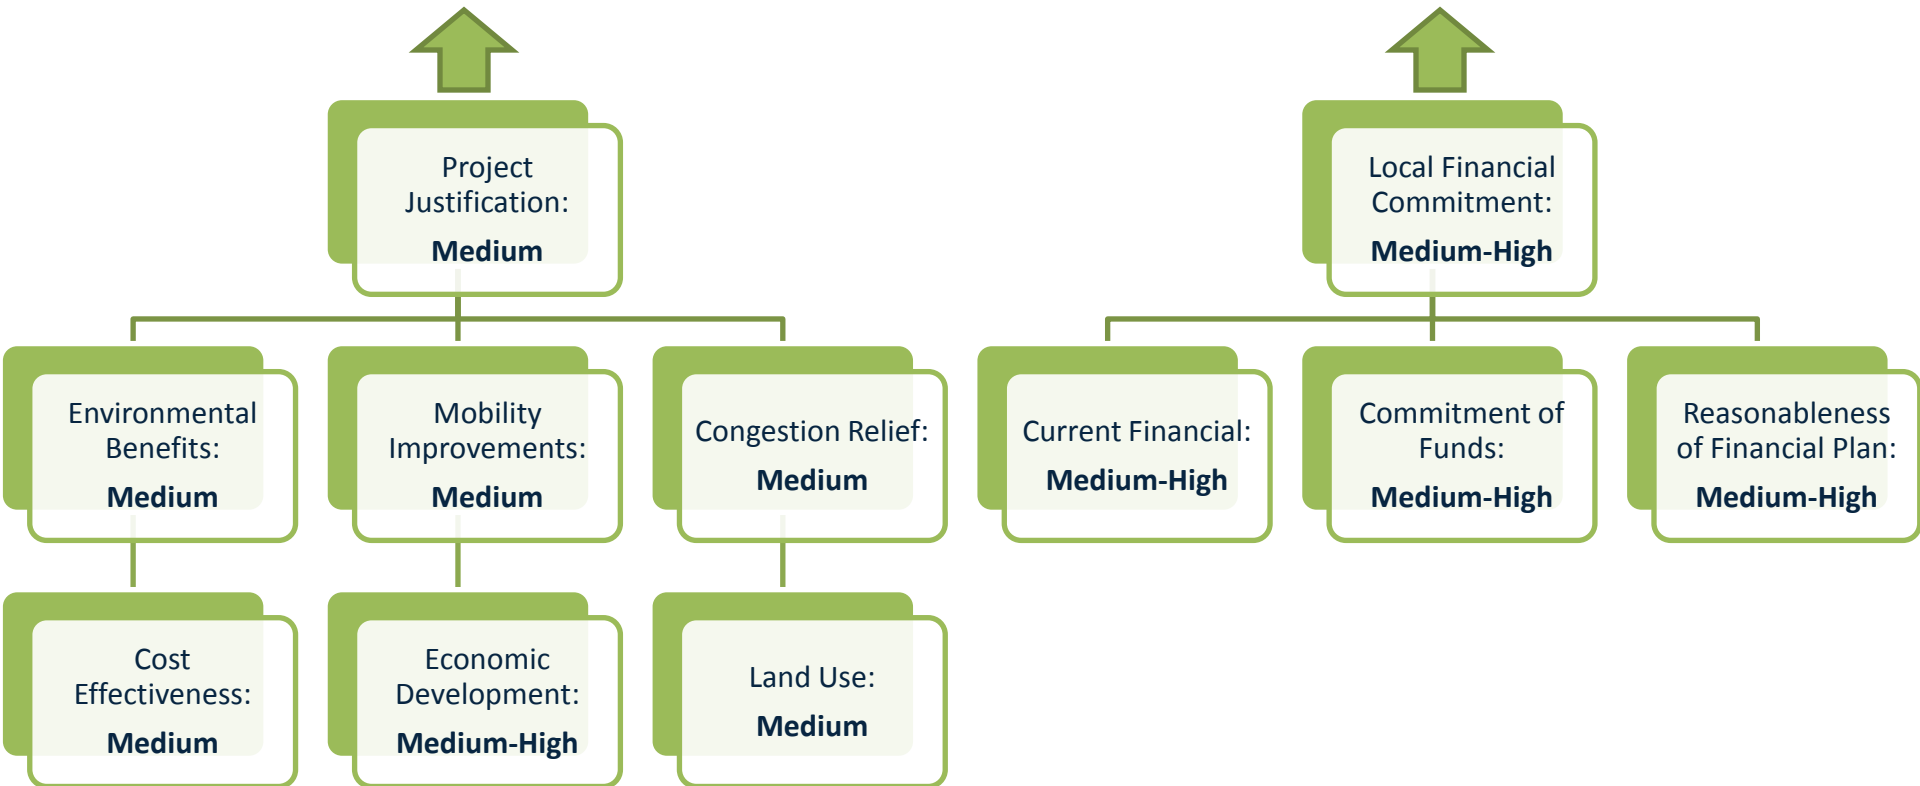 Project
Justification:
Medium
Local Financial
Commitment:
Medium-High
Environmental
Benefits:
Medium
Mobility
Improvements:
Medium
Congestion Relief:
Medium
Current Financial:
Medium-High
Commitment of
Funds:
Medium-High
Reasonableness
of Financial Plan:
Medium-High
Cost
Effectiveness:
Medium
Economic
Development:
Medium-High
Land Use:
Medium